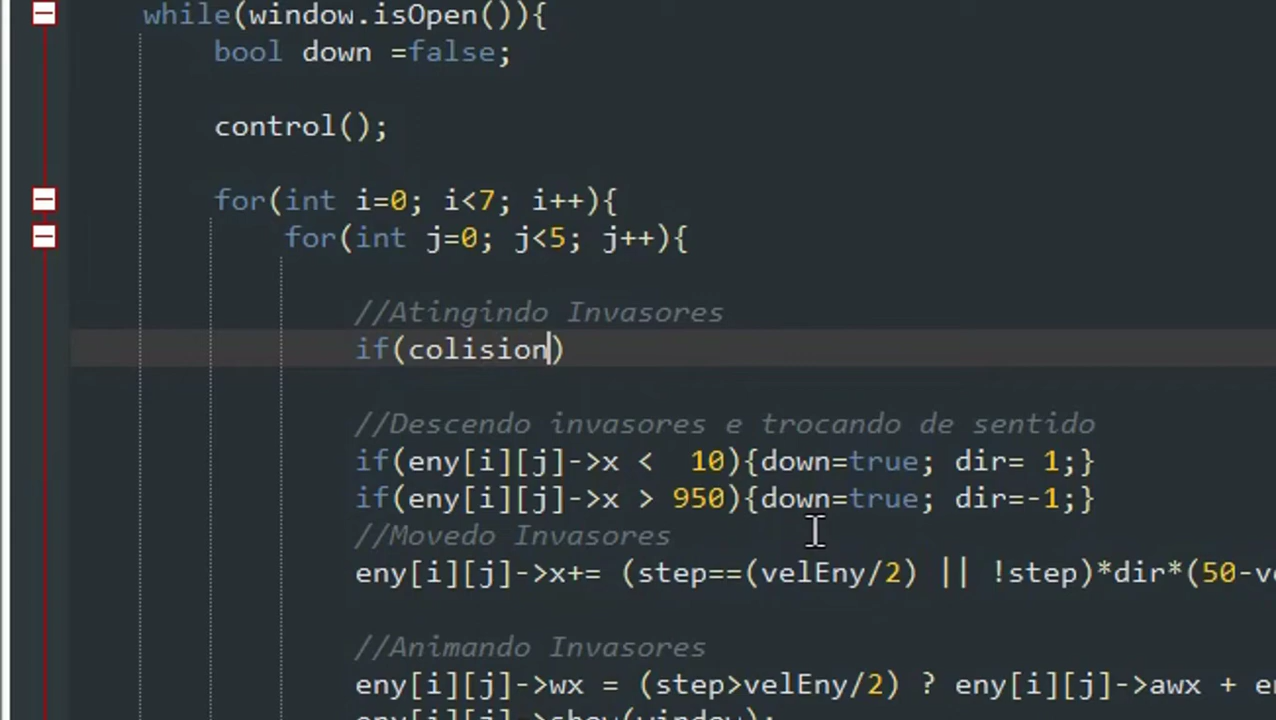 while(window.isOpen()){
bool down =false;
control();
for(int i=0; i<7; i++){
for(int j=0; j<5; j++){
//Atingindo Invasores
if(colision)
//Descendo invasores e trocando de sentido
if(eny[i][j]->x <  10){down=true; dir= 1;}
if(eny[i][j]->x > 950){down=true; dir=-1;}
//Movedo Invasores
eny[i][j]->x+= (step==(velEny/2) || !step)*dir*(50-ve
//Animando Invasores
eny[i][j]->wx = (step>velEny/2) ? eny[i][j]->awx + en
eny[i][j]->show(window);